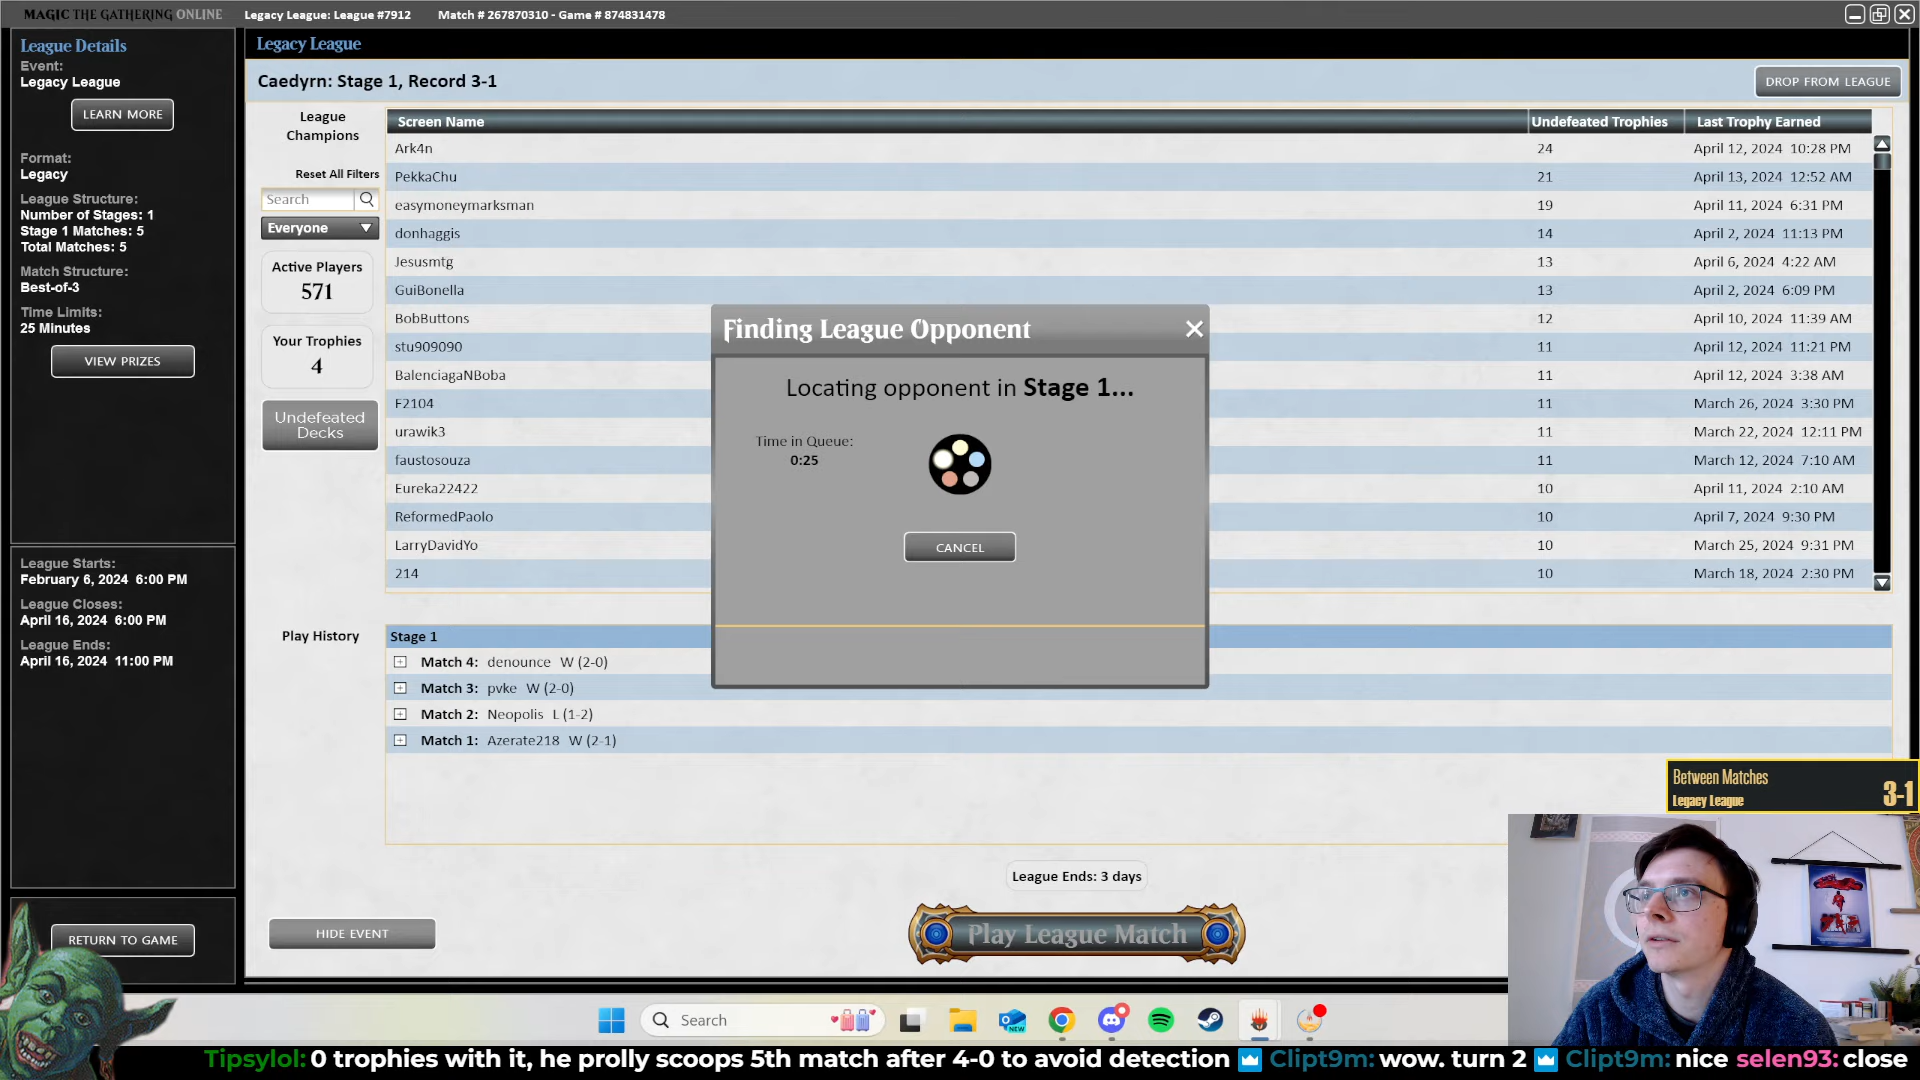 MAGIC THE GATHERING ONLINE Legacy League: League #7912 Match # 267870310 - Game # 874831478
League Details
Event:
Legacy League
LEARN MORE
Format:
Legacy
League Structure:
Number of Stages: 1
Stage 1 Matches: 5
Total Matches: 5
Match Structure:
Best-of-3
Time Limits:
25 Minutes
VIEW PRIZES
League Starts:
February 6, 2024 6:00 PM
League Closes:
April 16, 2024 6:00 PM
League Ends:
April 16, 2024 11:00 PM
RETURN TO GAME
Legacy League
Caedyrn: Stage 1, Record 3-1
DROP FROM LEAGUE
League
Champions
Reset All Filters
Search
Everyone
Active Players
571
Your Trophies
4
Undefeated
Decks
Screen Name Undefeated Trophies Last Trophy Earned
Ark4n 24 April 12, 2024 10:28 PM
PekkaChu 21 April 13, 2024 12:52 AM
easymoneymarksman 19 April 11, 2024 6:31 PM
donhaggis 14 April 2, 2024 11:13 PM
Jesusmtg 13 April 6, 2024 4:22 AM
GuiBonella 13 April 2, 2024 6:09 PM
BobButtons 12 April 10, 2024 11:39 AM
stu909090 11 April 12, 2024 11:21 PM
BalenciagaNBoba 11 April 12, 2024 3:38 AM
F2104 11 March 26, 2024 3:30 PM
urawik3 11 March 22, 2024 12:11 PM
faustosouza 11 March 12, 2024 7:10 AM
Eureka22422 10 April 11, 2024 2:10 AM
ReformedPaolo 10 April 7, 2024 9:30 PM
LarryDavidYo 10 March 25, 2024 9:31 PM
214 10 March 18, 2024 2:30 PM
Finding League Opponent
Locating opponent in Stage 1...
Time in Queue:
0:25
CANCEL
Play History
Stage 1
Match 4: denounce W (2-0)
Match 3: pvke W (2-0)
Match 2: Neopolis L (1-2)
Match 1: Azerate218 W (2-1)
Between Matches
Legacy League 3-1
League Ends: 3 days
HIDE EVENT
Play League Match
Search
NEW
Tipsylol: 0 trophies with it, he prolly scoops 5th match after 4-0 to avoid detection Clipt9m: wow. turn 2 Clipt9m: nice selen93: close